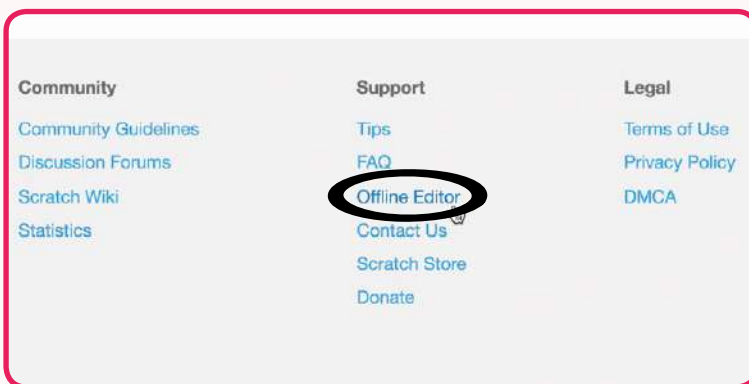 Community
Community Guidelines
Discussion Forums
Scratch Wiki
Statistics
Support
Tips
FAQ
Offline Editor
Contact Us
Scratch Store
Donate
Legal
Terms of Use
Privacy Policy
DMCA